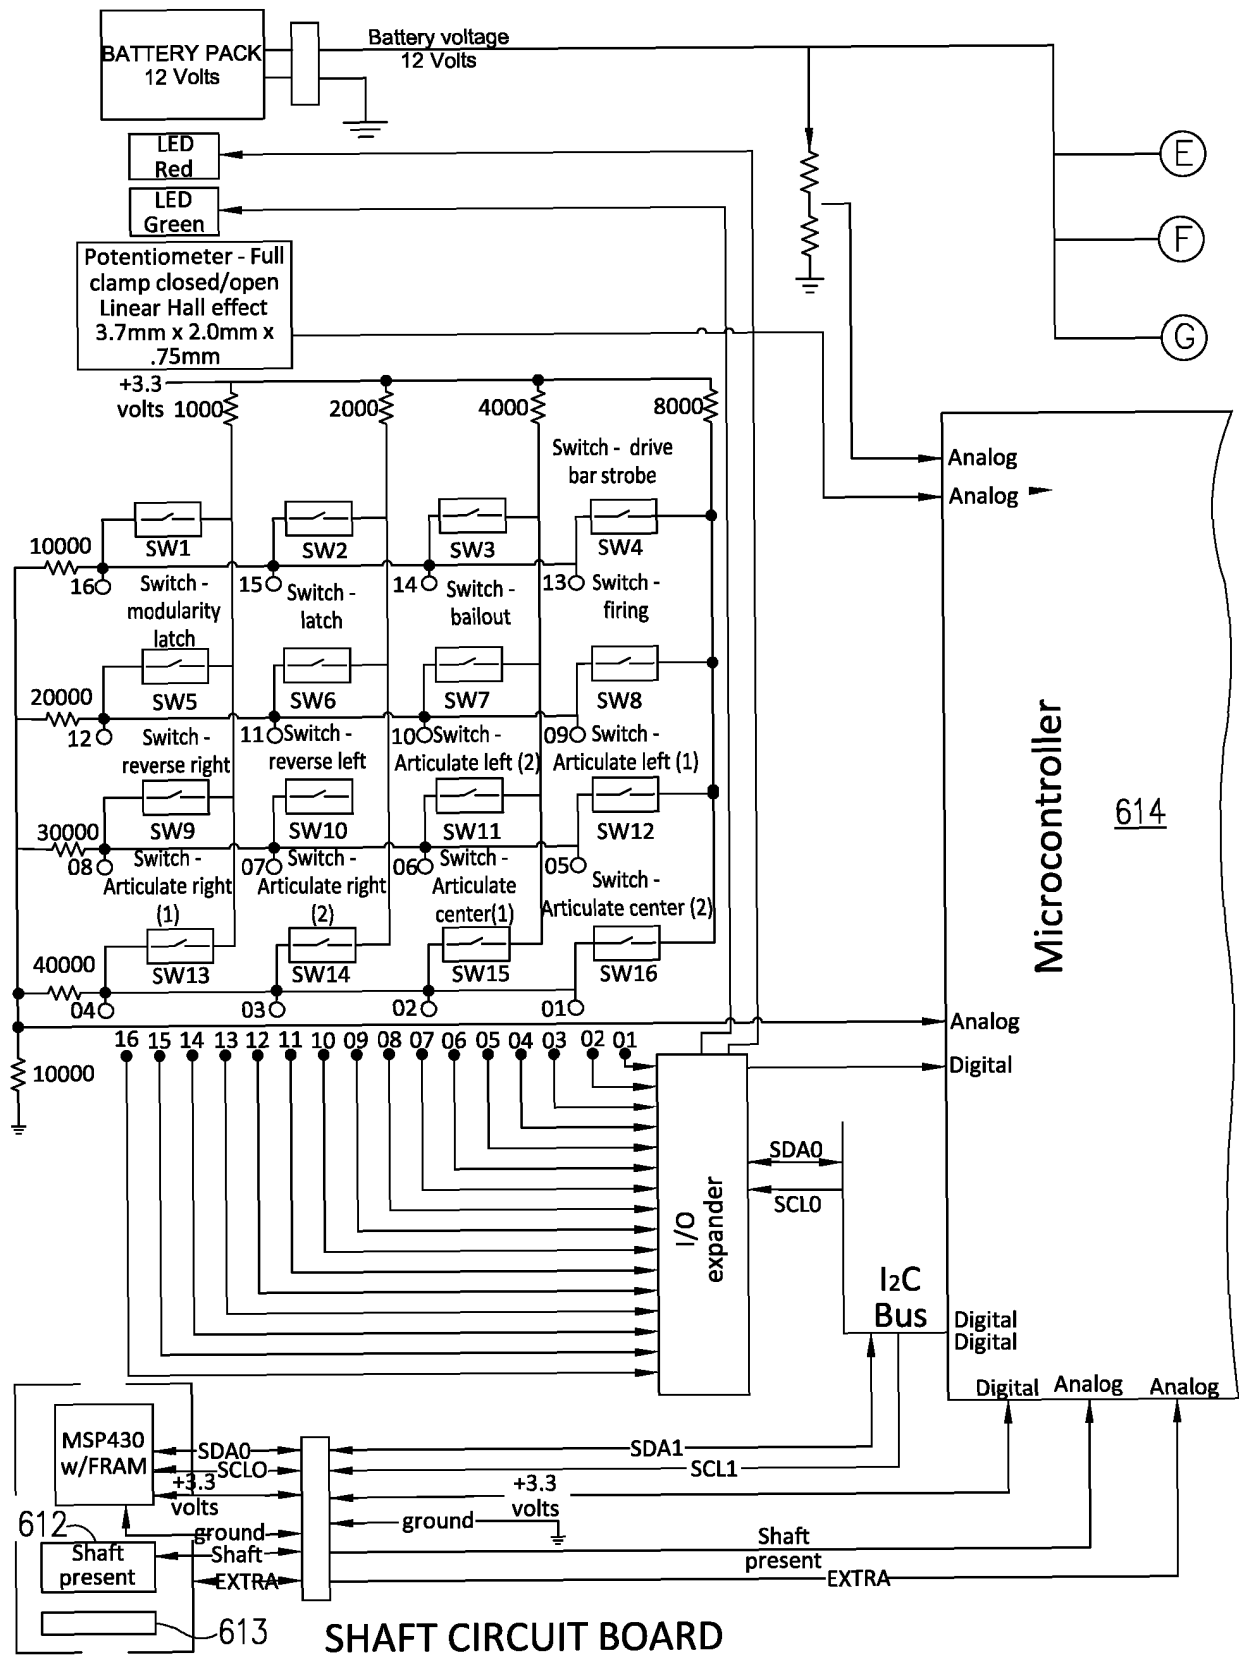 BATTERY PACK
12 Volts
Battery voltage
12 Volts
LED
Red
LED
Green
Potentiometer - Full
clamp closed/open
Linear Hall effect
3.7mm x 2.0mm x
.75mm
E
F
G
+3.3
volts
1000
2000
4000
8000
Switch - drive
bar strobe
Analog
Analog
10000
SW1
SW2
SW3
SW4
16
15
14
13
Switch -
modularity
latch
Switch -
latch
Switch -
bailout
Switch -
firing
20000
SW5
SW6
SW7
SW8
12
11
10
09
Switch -
reverse right
Switch -
reverse left
Switch -
Articulate left (2)
Switch -
Articulate left (1)
30000
SW9
SW10
SW11
SW12
08
07
06
05
Switch -
Articulate right
(1)
Switch -
Articulate right
(2)
Switch -
Articulate
center(1)
Switch -
Articulate center (2)
40000
SW13
SW14
SW15
SW16
04
03
02
01
Microcontroller
614
10000
16 15 14 13 12 11 10 09 08 07 06 05 04 03 02 01
Analog
Digital
I/O
expander
SDA0
SCL0
I2C
Bus
Digital
Digital
Digital
Analog
Analog
MSP430
w/FRAM
SDA0
SCLO
+3.3
volts
ground
SDA1
SCL1
+3.3
volts
ground
612
Shaft
present
Shaft
EXTRA
Shaft
present
EXTRA
613
SHAFT CIRCUIT BOARD